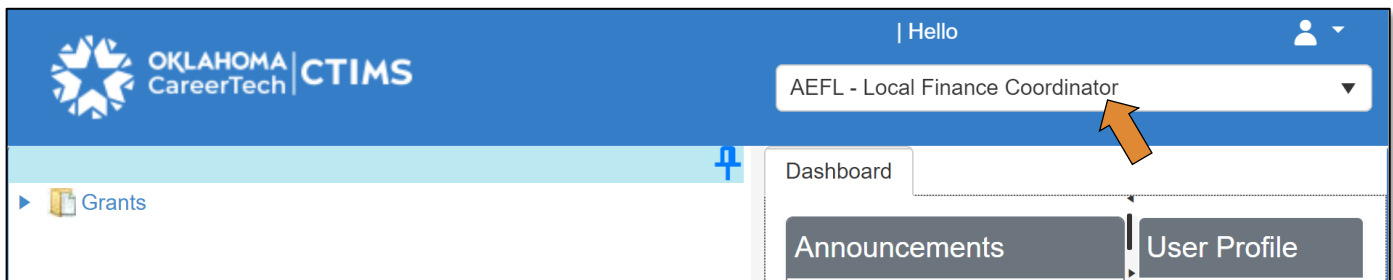 OKLAHOMA
CareerTech
CTIMS
| Hello
AEFL - Local Finance Coordinator
Dashboard
Grants
Announcements
User Profile